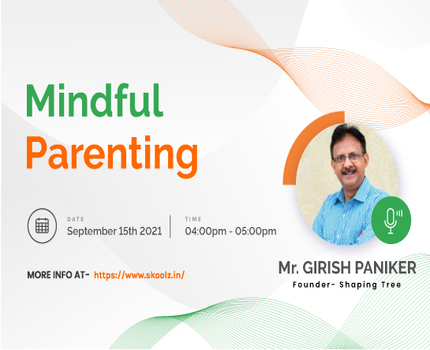 Mindful
Parenting
DATE
September 15th 2021
TIME
04:00pm - 05:00pm
MORE INFO AT- https://www.skoolz.in/
Mr. GIRISH PANIKER
Founder- Shaping Tree